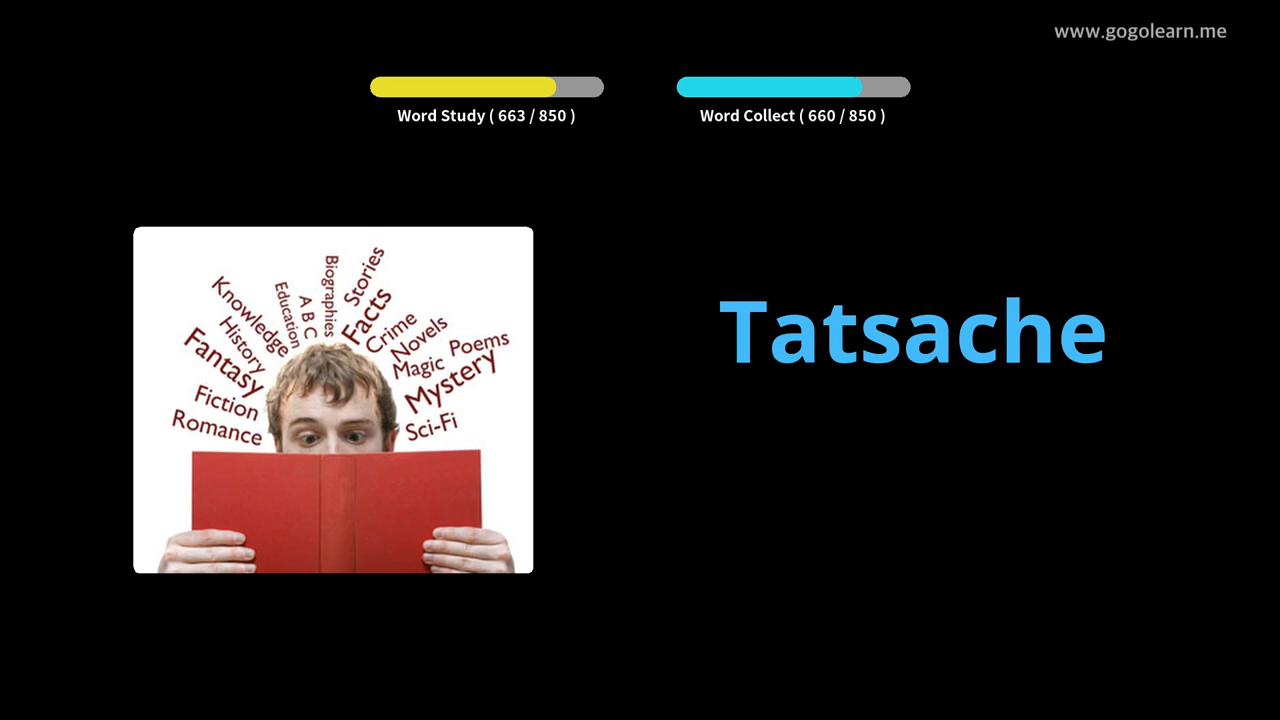 www.gogolearn.me
Word Study ( 663 / 850 )
Word Collect ( 660 / 850 )
Tatsache
Biographies
Stories
Facts
Knowledge
Education
A B C
Crime
Novels
History
Poems
Fantasy
Magic
Mystery
Fiction
Romance
Sci-Fi